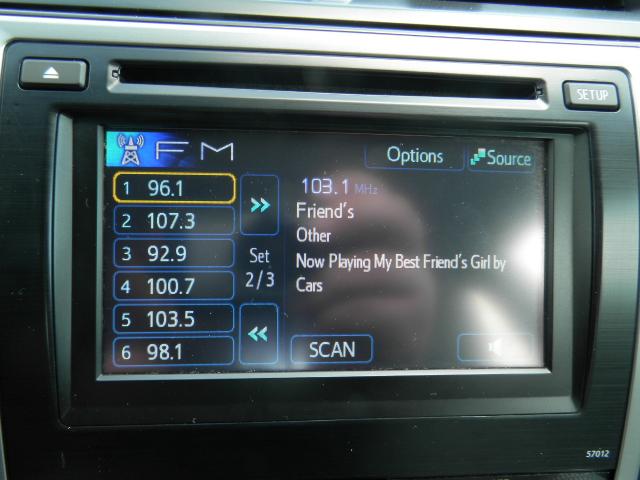 SETUP
FM
Options
Source
1 96.1
2 107.3
3 92.9
4 100.7
5 103.5
6 98.1
Set
2/3
103.1 MHz
Friend's
Other
Now Playing My Best Friend's Girl by
Cars
SCAN
57012